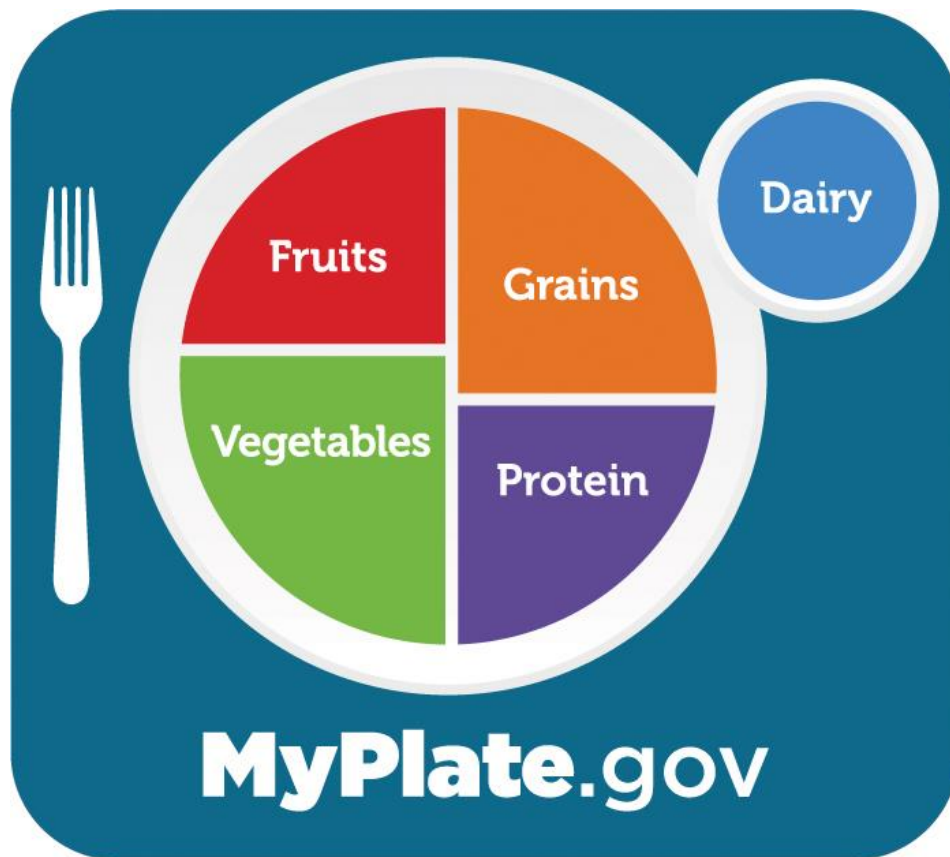 Fruits
Grains
Dairy
Vegetables
Protein
MyPlate.gov